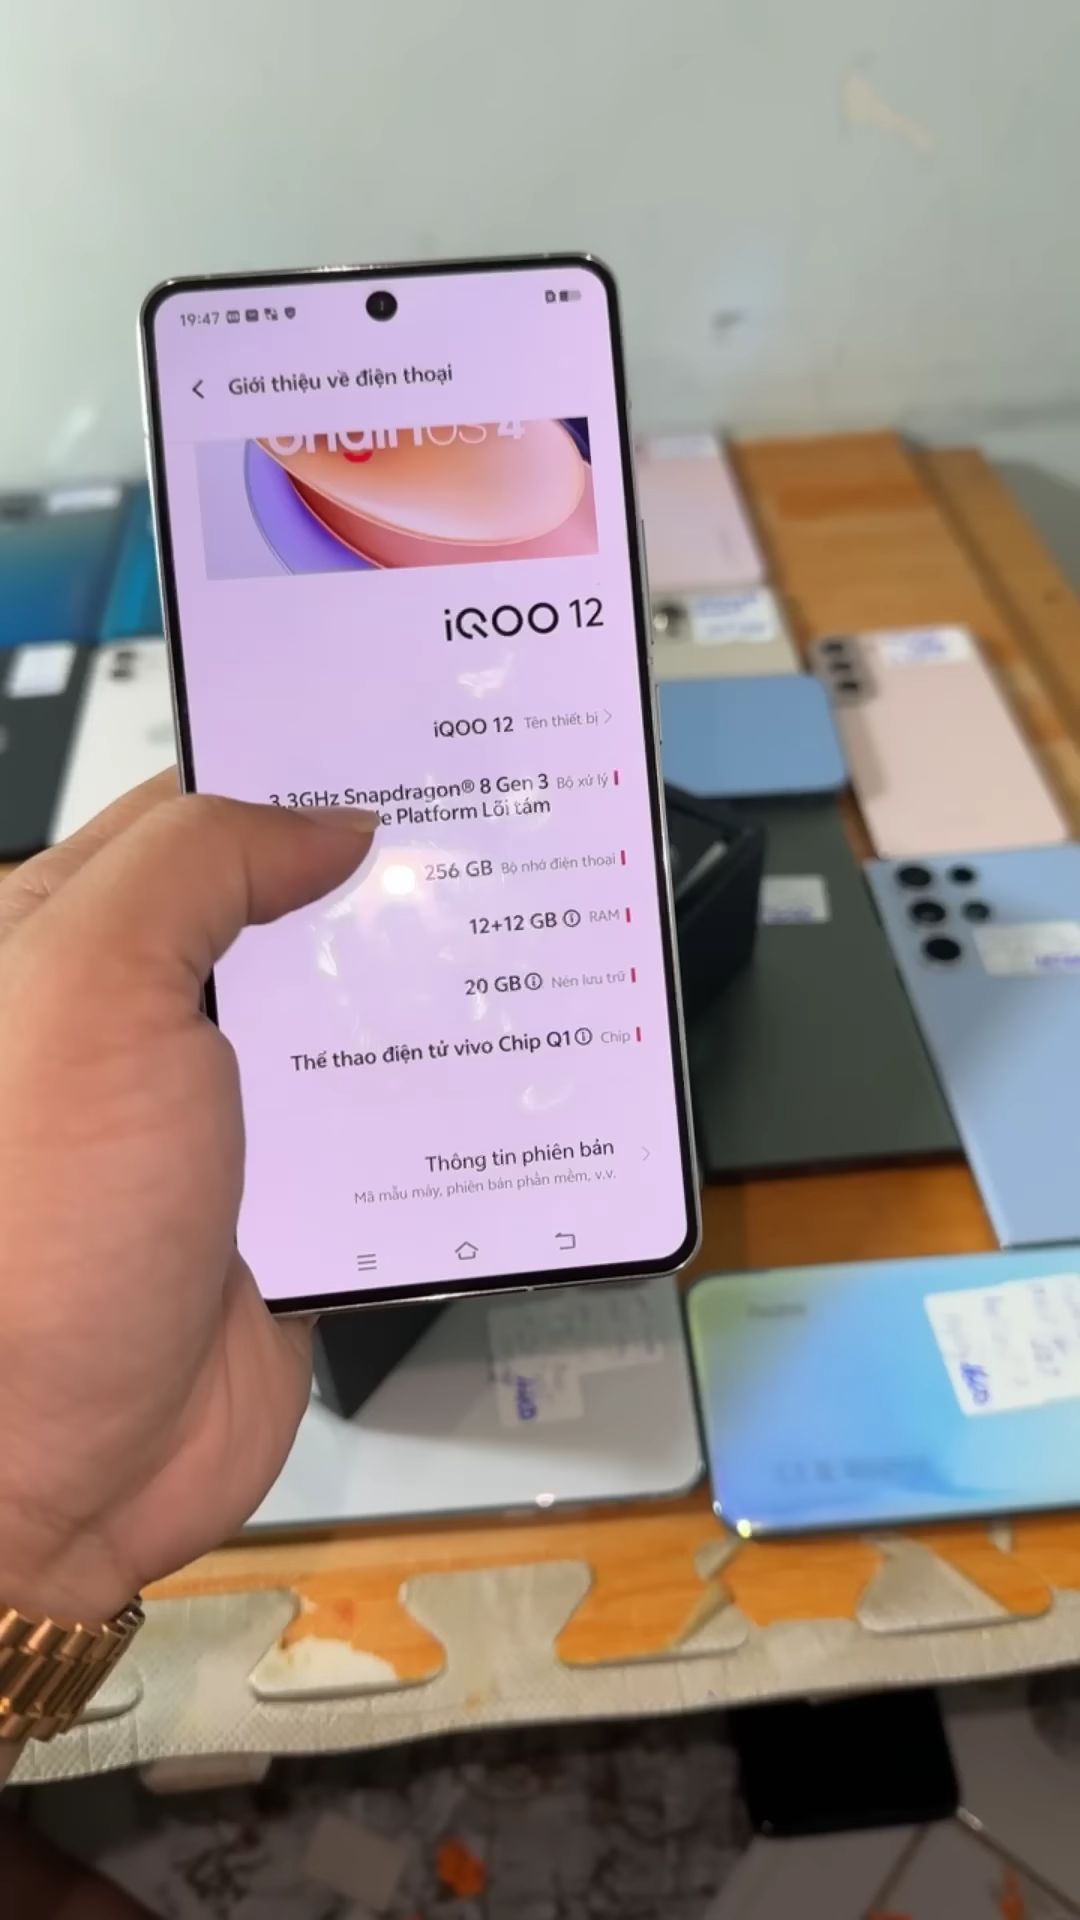 19:47
Giới thiệu về điện thoại
OriginOS 4
iQOO 12
iQOO 12 Tên thiết bị
3.3GHz Snapdragon® 8 Gen 3 Bộ xử lý
Platform Lõi tám
256 GB Bộ nhớ điện thoại
12+12 GB RAM
20 GB Nén lưu trữ
Thể thao điện tử vivo Chip Q1 Chip
Thông tin phiên bản
Mã mẫu máy, phiên bản phần mềm, v.v.